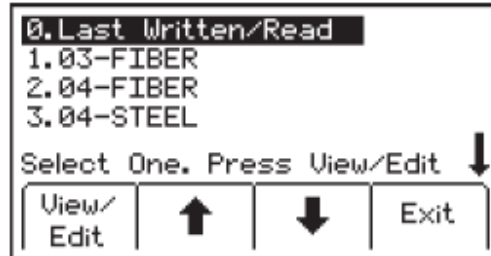 0.Last Written/Read
1.03-FIBER
2.04-FIBER
3.04-STEEL
Select One. Press View/Edit
View/
Edit
Exit